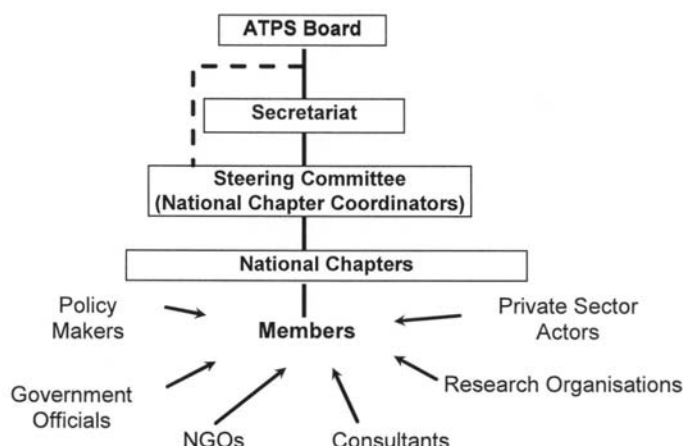 ATPS Board
Secretariat
Steering Committee
(National Chapter Coordinators)
National Chapters
Policy
Makers
Members
Private Sector
Actors
Government
Officials
Research Organisations
NGOs
Consultants